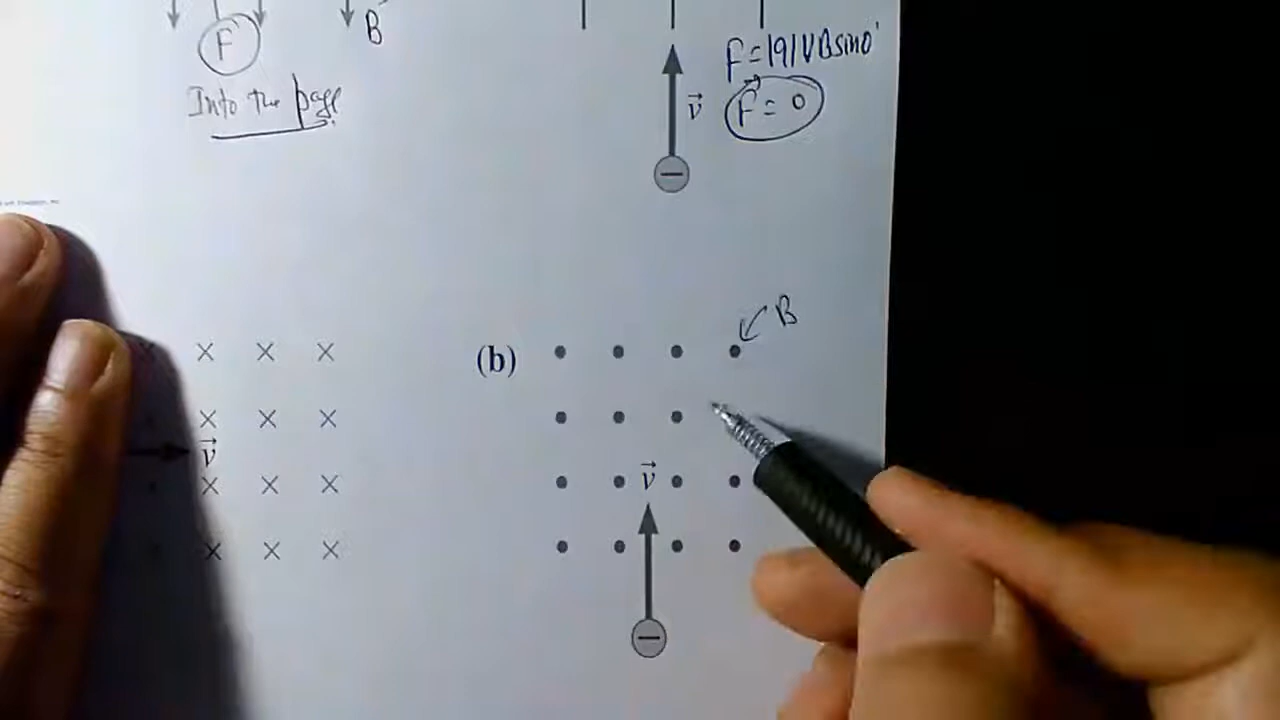 F
B
Into the page
F = |q|VBsin0°
v
F = 0
B
(b)
v
v